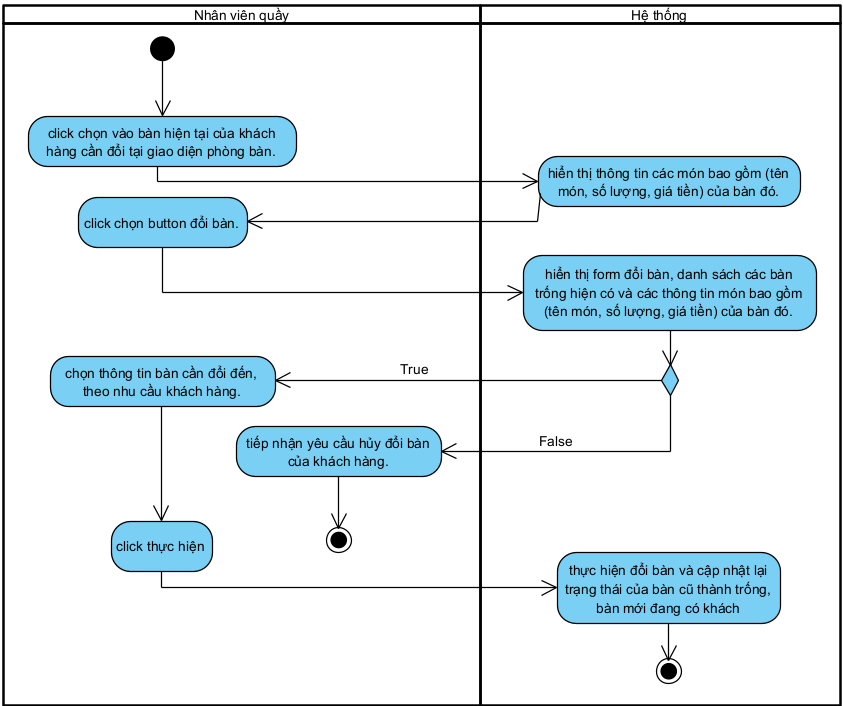 Nhân viên quầy
Hệ thống
click chọn vào bàn hiện tại của khách
hàng cần đổi tại giao diện phòng bàn.
hiển thị thông tin các món bao gồm (tên
món, số lượng, giá tiền) của bàn đó.
click chọn button đổi bàn.
hiển thị form đổi bàn, danh sách các bàn
trống hiện có và các thông tin món bao gồm
(tên món, số lượng, giá tiền) của bàn đó.
True
chọn thông tin bàn cần đổi đến,
theo nhu cầu khách hàng.
False
tiếp nhận yêu cầu hủy đổi bàn
của khách hàng.
click thực hiện
thực hiện đổi bàn và cập nhật lại
trạng thái của bàn cũ thành trống,
bàn mới đang có khách